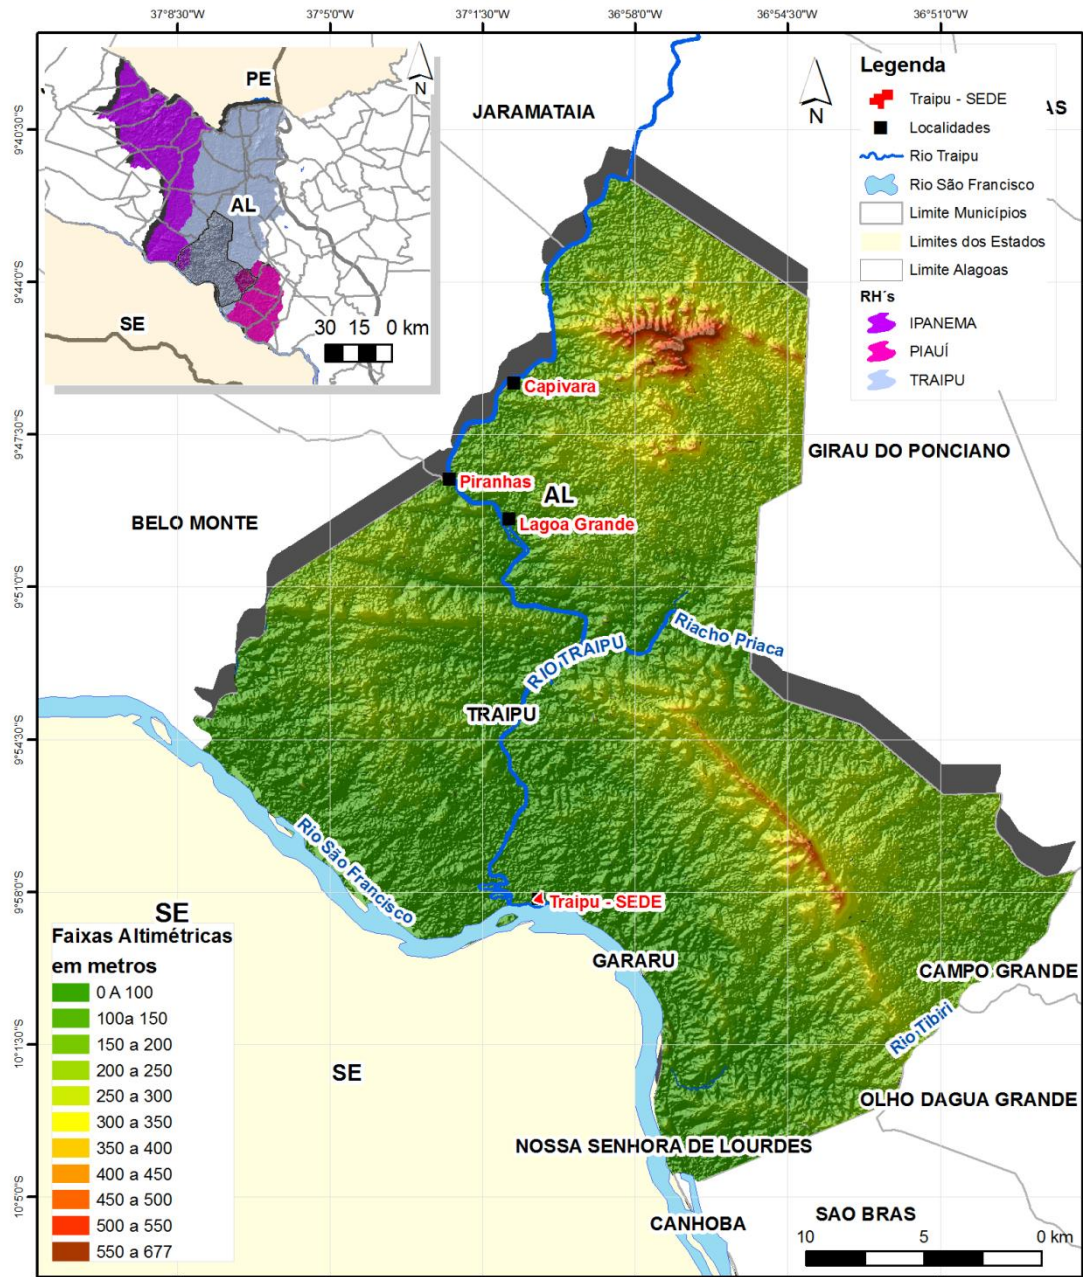 37°8'30"W
37°5'0"W
37°1'30"W
36°58'0"W
36°54'30"W
36°51'0"W
9°40'30"S
9°44'0"S
9°47'30"S
9°51'0"S
9°54'30"S
9°58'0"S
10°1'30"S
10°5'0"S
PE
N
AL
SE
30 15 0 km
JARAMATAIA
N
AS
Legenda
Traipu - SEDE
Localidades
Rio Traipu
Rio São Francisco
Limite Municípios
Limites dos Estados
Limite Alagoas
RH´s
IPANEMA
PIAUÍ
TRAIPU
Capivara
GIRAU DO PONCIANO
Piranhas
AL
BELO MONTE
Lagoa Grande
Riacho Priaca
RIO TRAIPU
TRAIPU
Rio São Francisco
Traipu - SEDE
SE
GARARU
CAMPO GRANDE
Rio Tibiri
SE
OLHO DAGUA GRANDE
NOSSA SENHORA DE LOURDES
CANHOBA
SAO BRAS
10 5 0 km
Faixas Altimétricas
em metros
0 A 100
100a 150
150 a 200
200 a 250
250 a 300
300 a 350
350 a 400
400 a 450
450 a 500
500 a 550
550 a 677